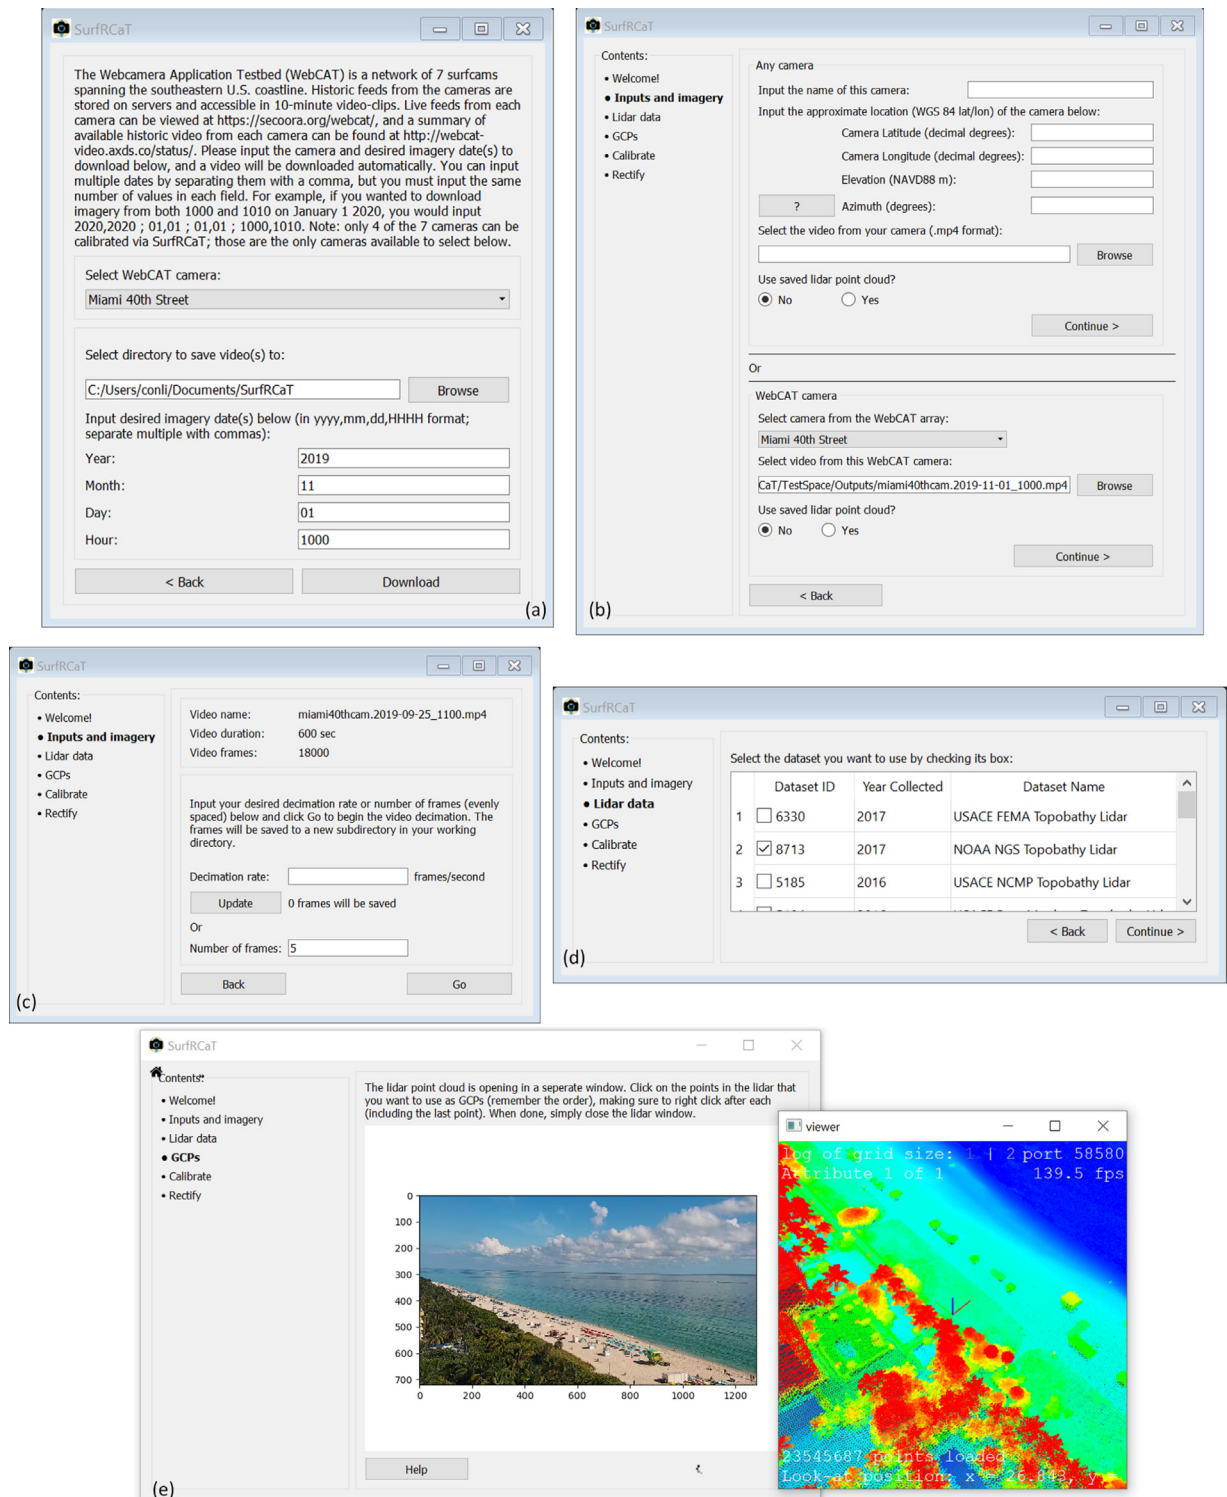 SurfRCaT
The Webcamera Application Testbed (WebCAT) is a network of 7 surfcams
spanning the southeastern U.S. coastline. Historic feeds from the cameras are
stored on servers and accessible in 10-minute video-clips. Live feeds from each
camera can be viewed at https://secoora.org/webcat/, and a summary of
available historic video from each camera can be found at http://webcat-
video.axds.co/status/. Please input the camera and desired imagery date(s) to
download below, and a video will be downloaded automatically. You can input
multiple dates by separating them with a comma, but you must input the same
number of values in each field. For example, if you wanted to download
imagery from both 1000 and 1010 on January 1 2020, you would input
2020,2020 ; 01,01 ; 01,01 ; 1000,1010. Note: only 4 of the 7 cameras can be
calibrated via SurfRCaT; those are the only cameras available to select below.
Select WebCAT camera:
Miami 40th Street
Select directory to save video(s) to:
C:/Users/conli/Documents/SurfRCaT
Browse
Input desired imagery date(s) below (in yyyy,mm,dd,HHHH format;
separate multiple with commas):
Year: 2019
Month: 11
Day: 01
Hour: 1000
< Back
Download
(a)
SurfRCaT
Contents:
• Welcome!
• Inputs and imagery
• Lidar data
• GCPs
• Calibrate
• Rectify
Any camera
Input the name of this camera:
Input the approximate location (WGS 84 lat/lon) of the camera below:
Camera Latitude (decimal degrees):
Camera Longitude (decimal degrees):
Elevation (NAVD88 m):
? Azimuth (degrees):
Select the video from your camera (.mp4 format):
Browse
Use saved lidar point cloud?
No Yes
Continue >
Or
WebCAT camera
Select camera from the WebCAT array:
Miami 40th Street
Select video from this WebCAT camera:
CaT/TestSpace/Outputs/miami40thcam.2019-11-01_1000.mp4 Browse
Use saved lidar point cloud?
No Yes
Continue >
< Back
(b)
SurfRCaT
Contents:
• Welcome!
• Inputs and imagery
• Lidar data
• GCPs
• Calibrate
• Rectify
Video name: miami40thcam.2019-09-25_1100.mp4
Video duration: 600 sec
Video frames: 18000
Input your desired decimation rate or number of frames (evenly
spaced) below and click Go to begin the video decimation. The
frames will be saved to a new subdirectory in your working
directory.
Decimation rate: frames/second
Update 0 frames will be saved
Or
Number of frames: 5
Back
Go
(c)
SurfRCaT
Contents:
• Welcome!
• Inputs and imagery
• Lidar data
• GCPs
• Calibrate
• Rectify
Select the dataset you want to use by checking its box:
Dataset ID Year Collected Dataset Name
1 6330 2017 USACE FEMA Topobathy Lidar
2 8713 2017 NOAA NGS Topobathy Lidar
3 5185 2016 USACE NCMP Topobathy Lidar
< Back
Continue >
(d)
SurfRCaT
Contents:
• Welcome!
• Inputs and imagery
• Lidar data
• GCPs
• Calibrate
• Rectify
The lidar point cloud is opening in a seperate window. Click on the points in the lidar that
you want to use as GCPs (remember the order), making sure to right click after each
(including the last point). When done, simply close the lidar window.
0
100
200
300
400
500
600
700
0 200 400 600 800 1000 1200
Help
(e)
viewer
log of grid size: 1 | 2 port 58580
Attribute 1 of 1 139.5 fps
23545687 points loaded
Look-at position: x = 26.843, y